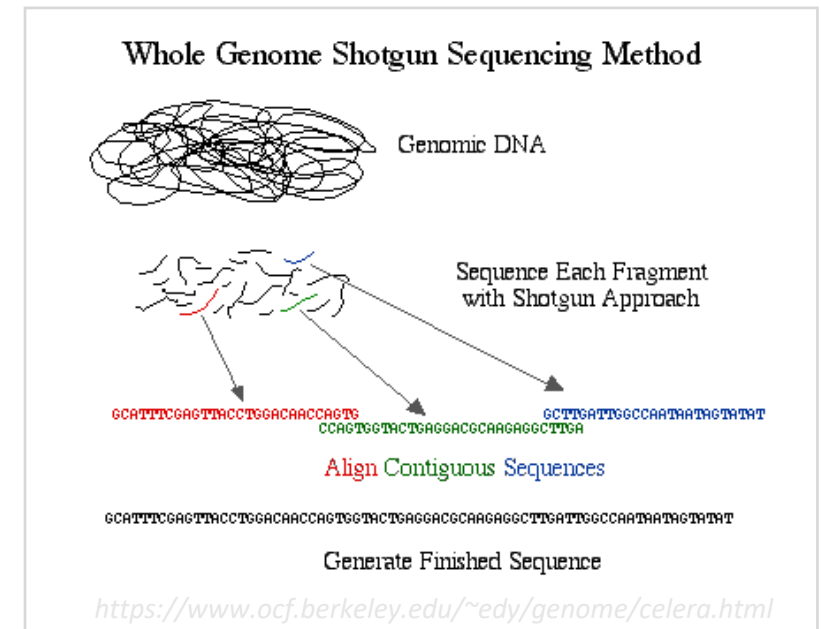 Whole Genome Shotgun Sequencing Method
Genomic DNA
Sequence Each Fragment
with Shotgun Approach
GCATTTCGAGTTACCTGGACAACCAGTG
GCTTGATTGGCCAATAATAGTATAT
CCAGTGGTACTGAGGACGCAAGAGGCTTGA
Align Contiguous Sequences
GCATTTCGAGTTACCTGGACAACCAGTGGTACTGAGGACGCAAGAGGCTTGATTGGCCAATAATAGTATAT
Generate Finished Sequence
https://www.ocf.berkeley.edu/~edy/genome/celera.html